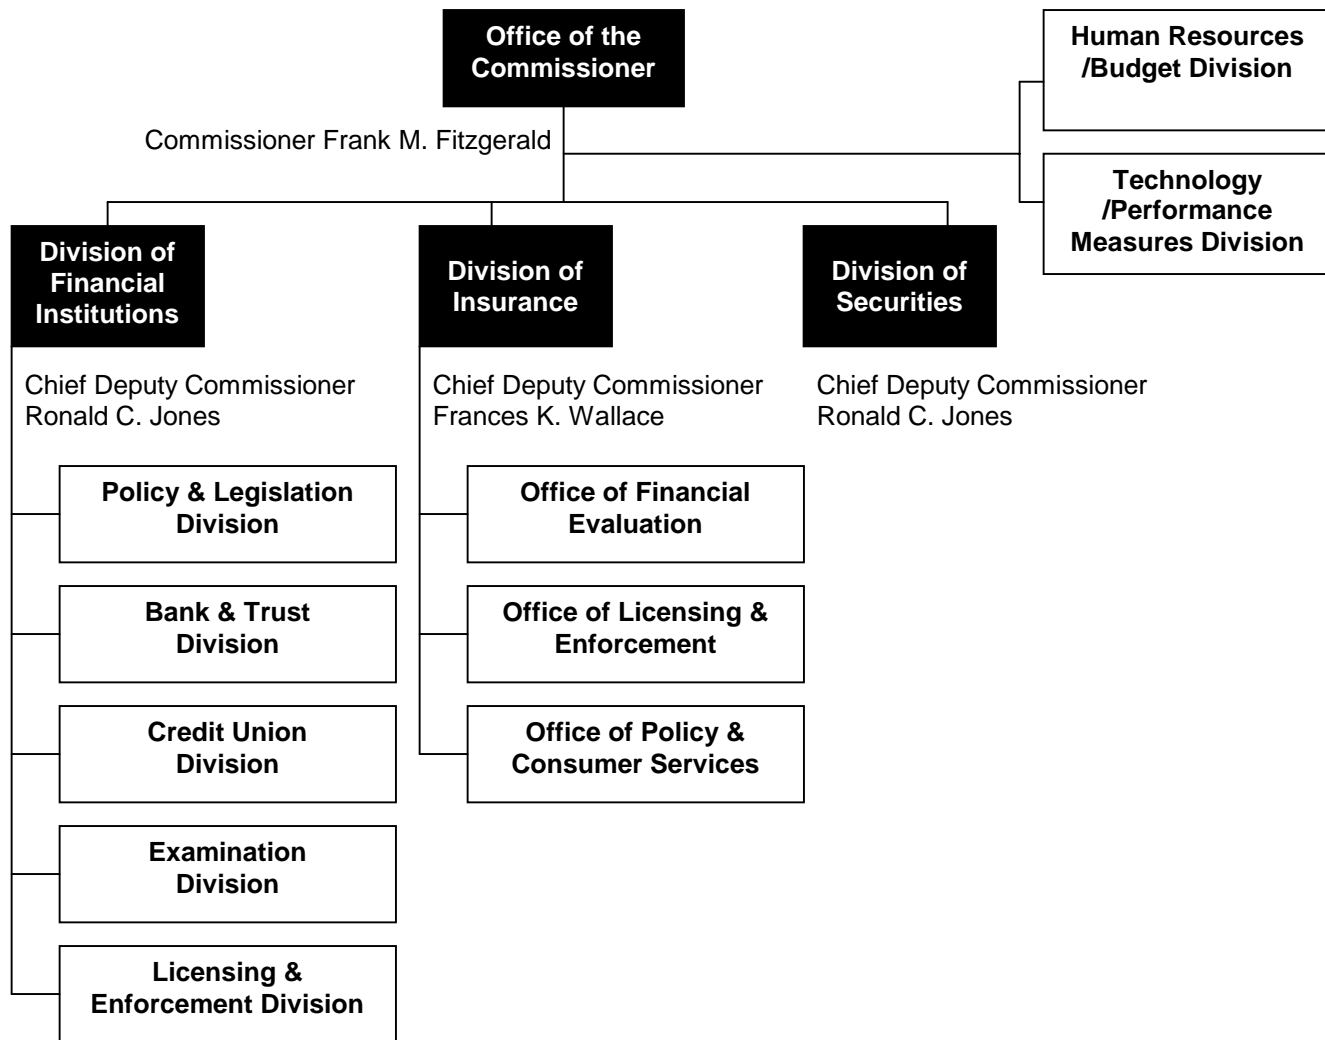 Office of the
Commissioner
Human Resources
/Budget Division
Commissioner Frank M. Fitzgerald
Technology
/Performance
Measures Division
Division of
Financial
Institutions
Division of
Insurance
Division of
Securities
Chief Deputy Commissioner
Ronald C. Jones
Chief Deputy Commissioner
Frances K. Wallace
Chief Deputy Commissioner
Ronald C. Jones
Policy & Legislation
Division
Bank & Trust
Division
Credit Union
Division
Examination
Division
Licensing &
Enforcement Division
Office of Financial
Evaluation
Office of Licensing &
Enforcement
Office of Policy &
Consumer Services